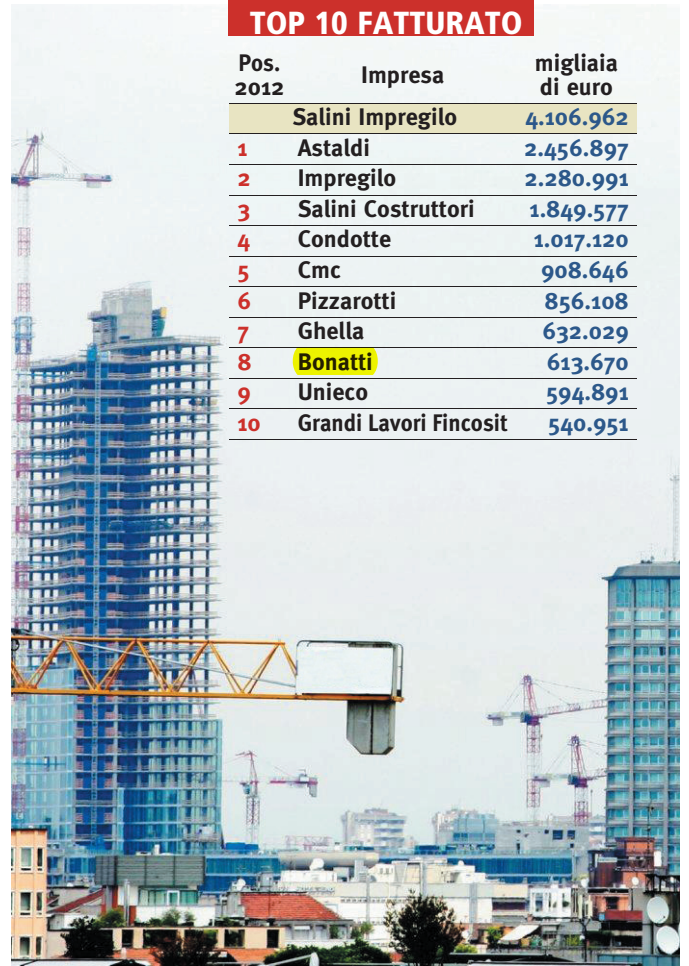 TOP 10 FATTURATO
Pos. 2012 Impresa migliaia di euro
Salini Impregilo 4.106.962
1 Astaldi 2.456.897
2 Impregilo 2.280.991
3 Salini Costruttori 1.849.577
4 Condotte 1.017.120
5 Cmc 908.646
6 Pizzarotti 856.108
7 Ghella 632.029
8 Bonatti 613.670
9 Unieco 594.891
10 Grandi Lavori Fincosit 540.951